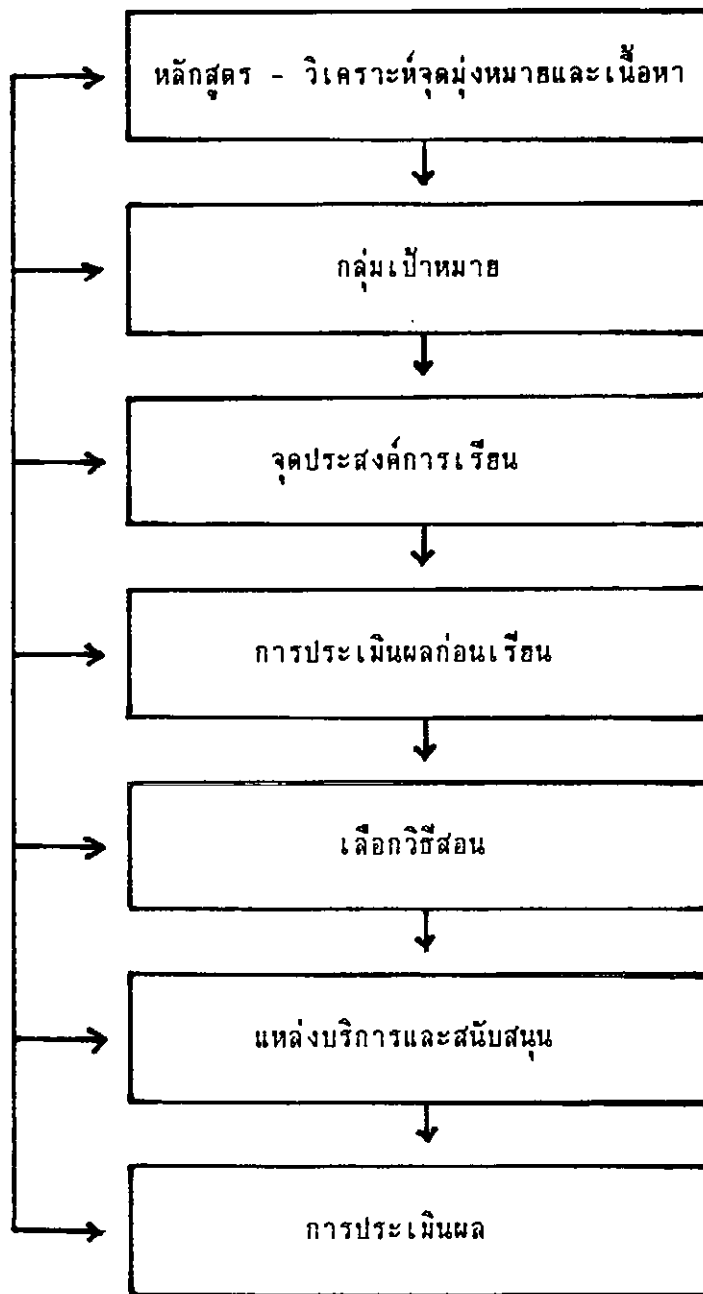 หลักสูตร - วิเคราะห์จุดมุ่งหมายและเนื้อหา
กลุ่มเป้าหมาย
จุดประสงค์การเรียน
การประเมินผลก่อนเรียน
เลือกวิธีสอน
แหล่งบริการและสนับสนุน
การประเมินผล